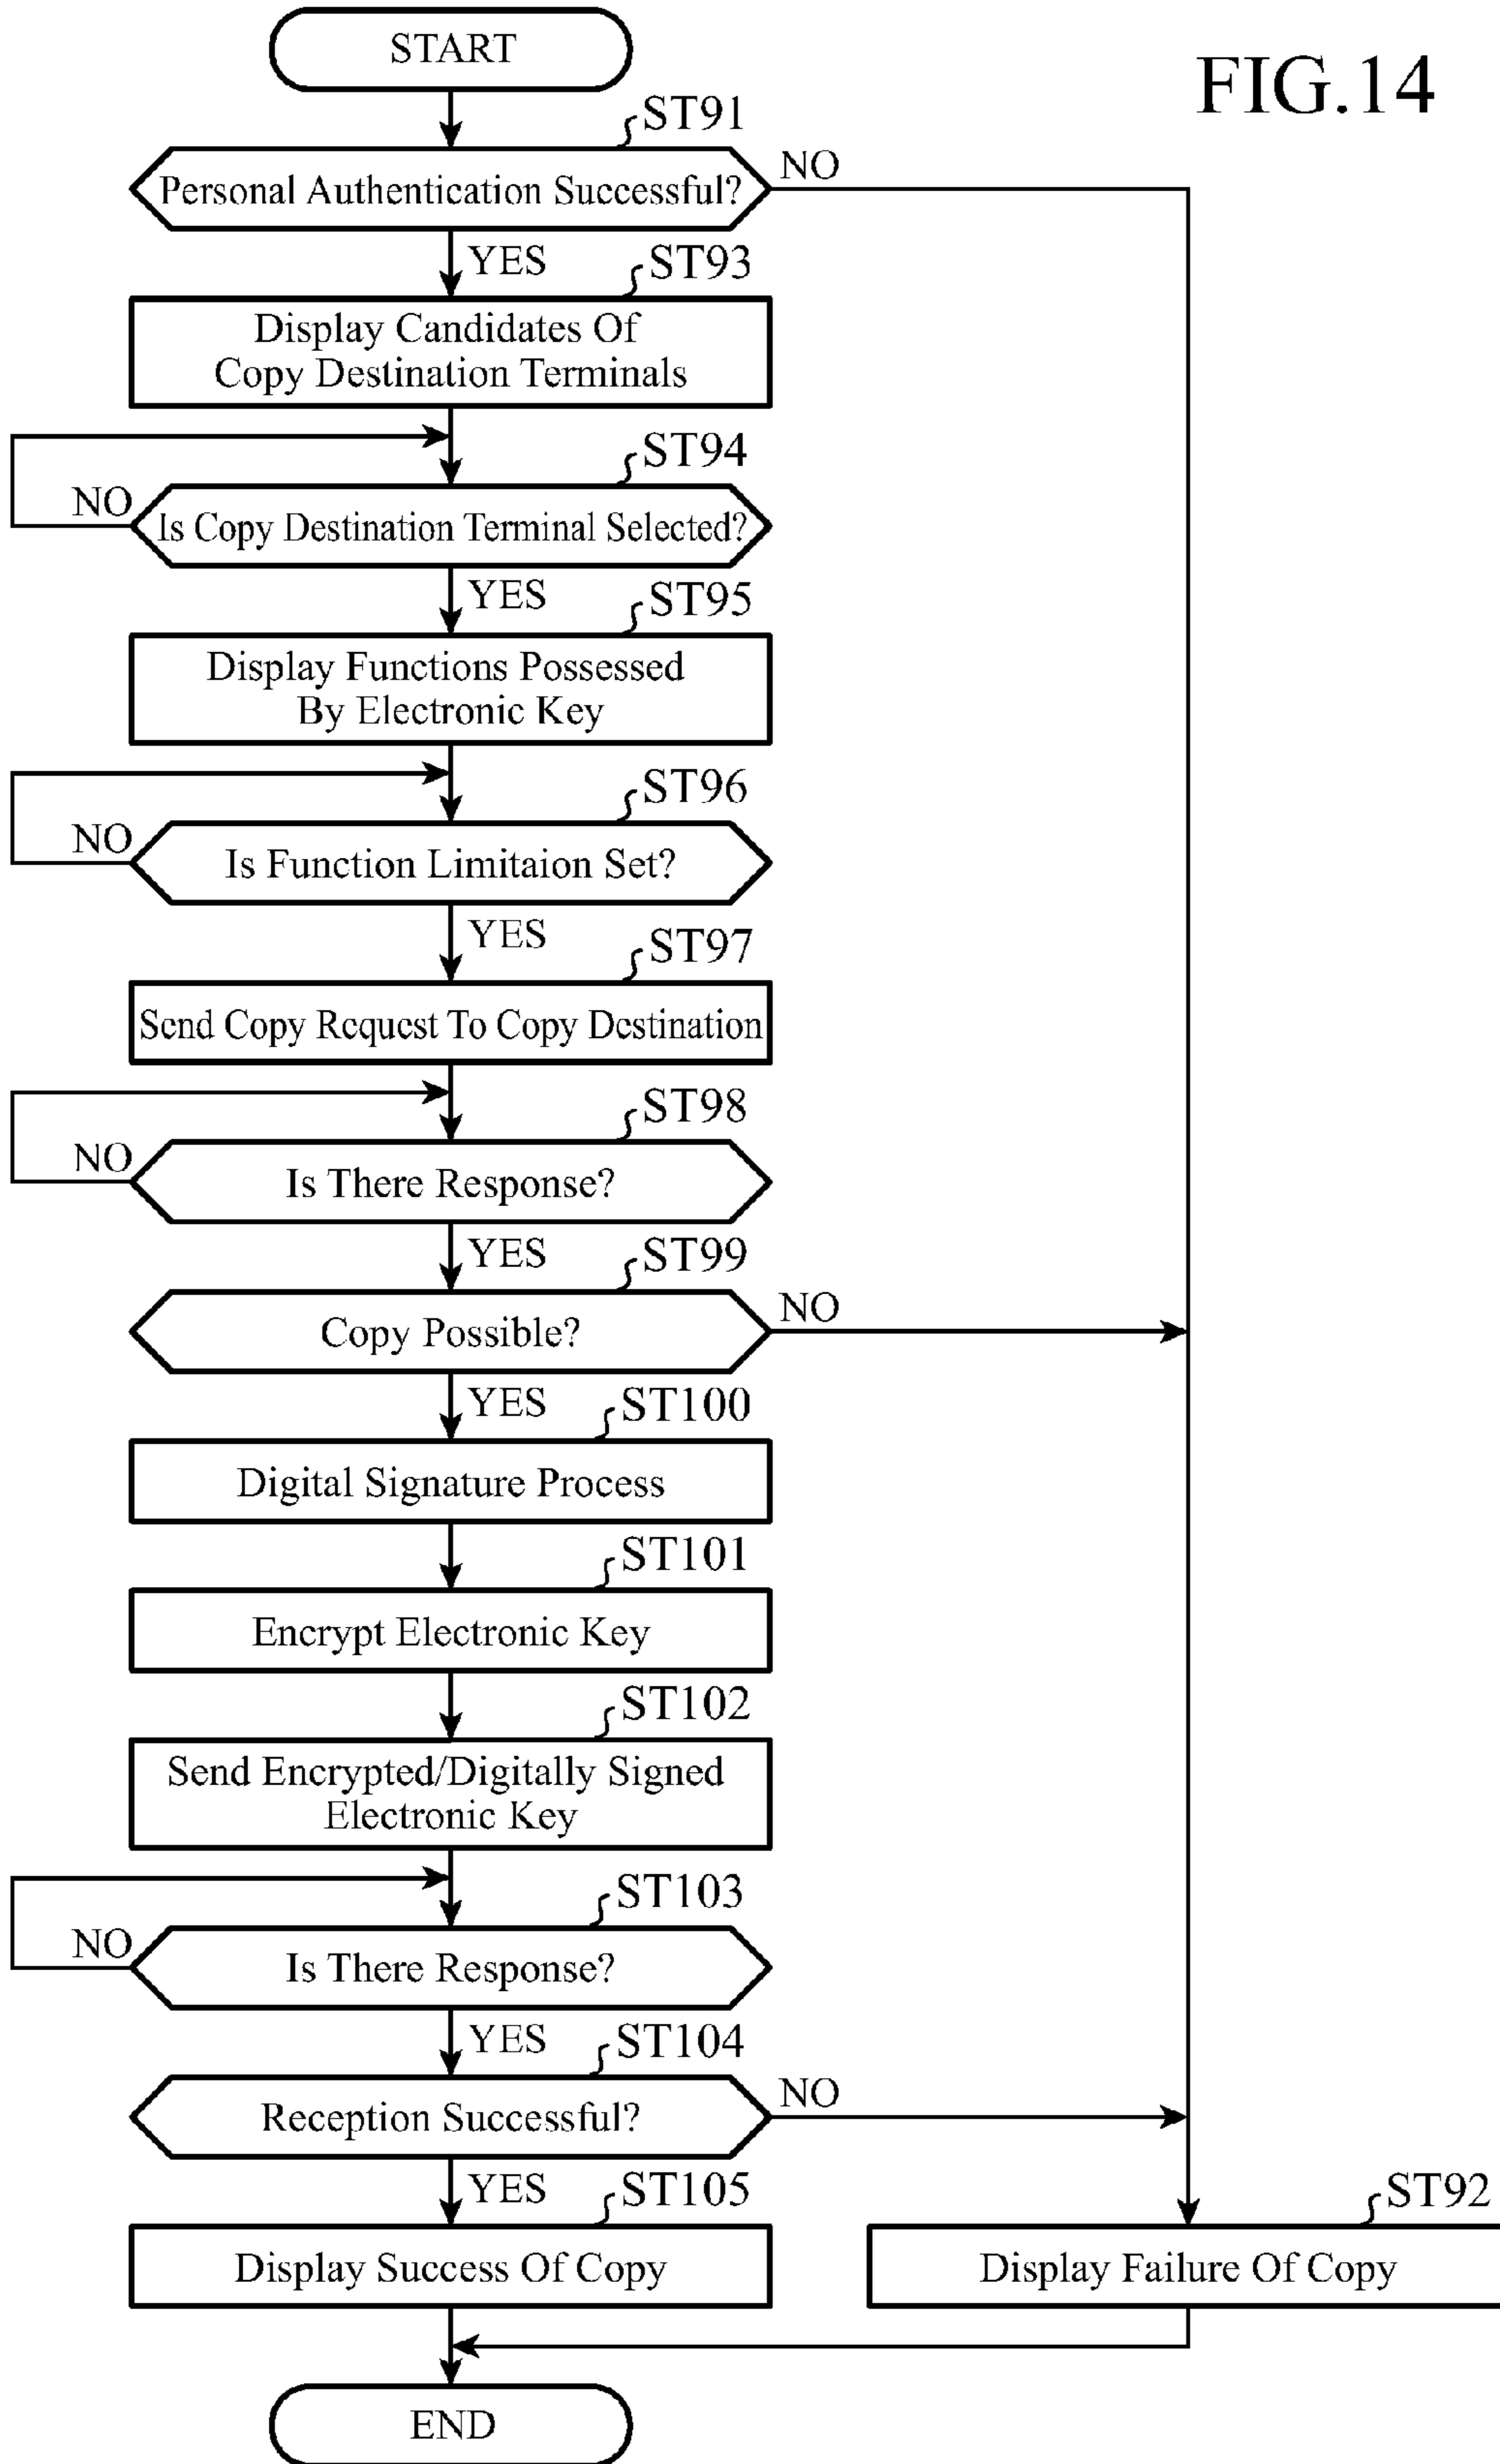 START
FIG.14
ST91
Personal Authentication Successful?
NO
YES
ST93
Display Candidates Of
Copy Destination Terminals
ST94
NO
Is Copy Destination Terminal Selected?
YES
ST95
Display Functions Possessed
By Electronic Key
ST96
NO
Is Function Limitaion Set?
YES
ST97
Send Copy Request To Copy Destination
ST98
NO
Is There Response?
YES
ST99
Copy Possible?
NO
YES
ST100
Digital Signature Process
ST101
Encrypt Electronic Key
ST102
Send Encrypted/Digitally Signed
Electronic Key
ST103
NO
Is There Response?
YES
ST104
Reception Successful?
NO
YES
ST105
Display Success Of Copy
ST92
Display Failure Of Copy
END